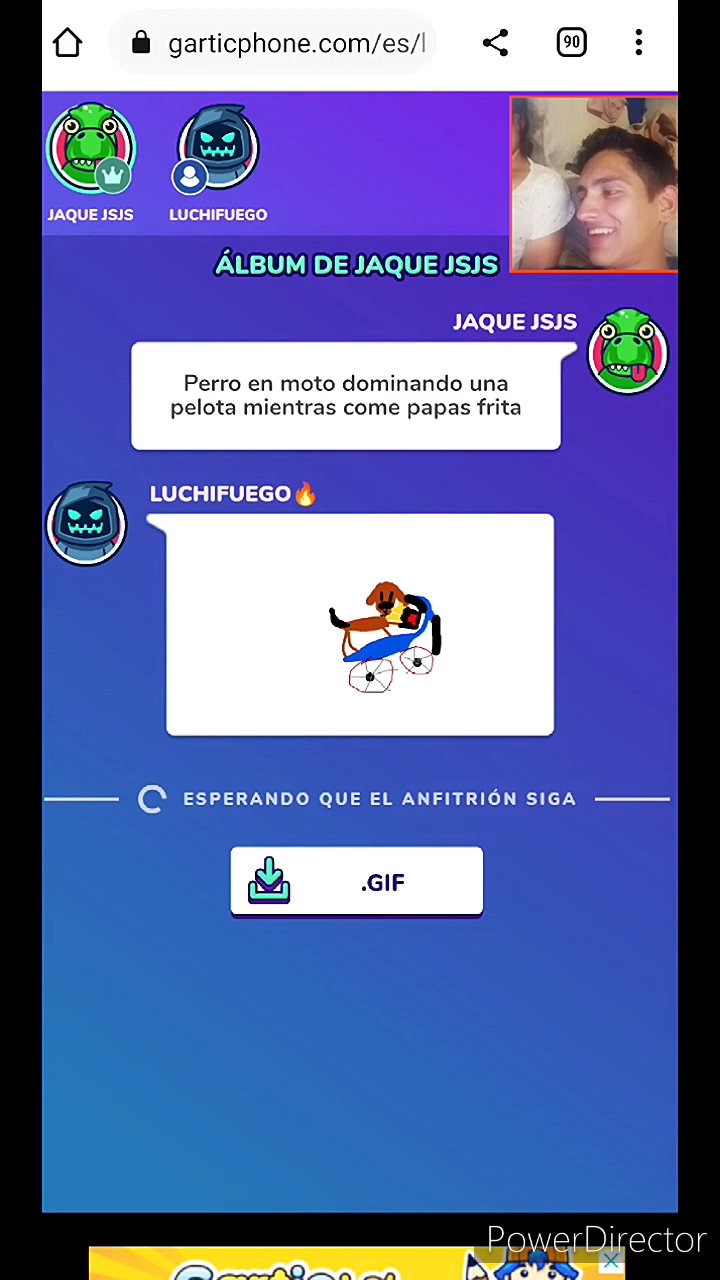 garticphone.com/es/l
90
JAQUE JSJS
LUCHIFUEGO
ÁLBUM DE JAQUE JSJS
JAQUE JSJS
Perro en moto dominando una
pelota mientras come papas frita
LUCHIFUEGO🔥
ESPERANDO QUE EL ANFITRIÓN SIGA
.GIF
PowerDirector